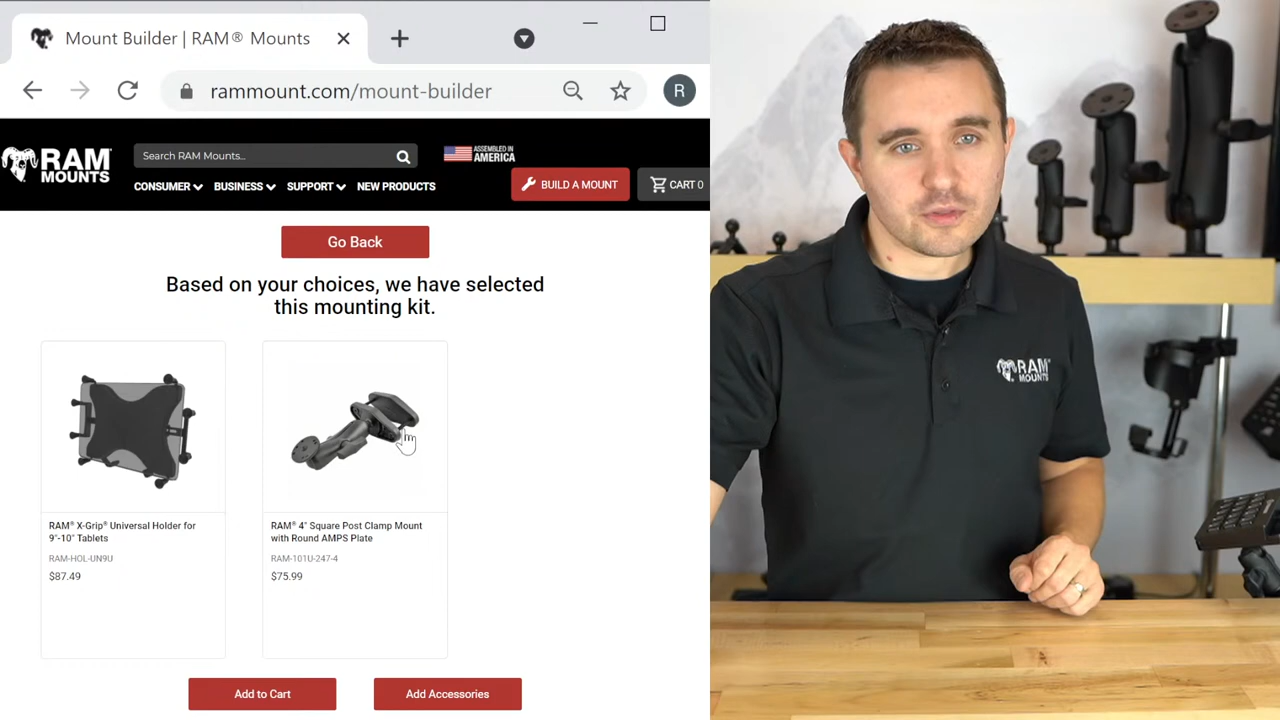 Mount Builder | RAM® Mounts
rammount.com/mount-builder
R
RAM
MOUNTS
Search RAM Mounts...
ASSEMBLED IN
AMERICA
CONSUMER
BUSINESS
SUPPORT
NEW PRODUCTS
BUILD A MOUNT
CART 0
Go Back
Based on your choices, we have selected
this mounting kit.
RAM® X-Grip® Universal Holder for
9"-10" Tablets
RAM-HOL-UN9U
$87.49
RAM® 4" Square Post Clamp Mount
with Round AMPS Plate
RAM-101U-247-4
$75.99
Add to Cart
Add Accessories
RAM
MOUNTS